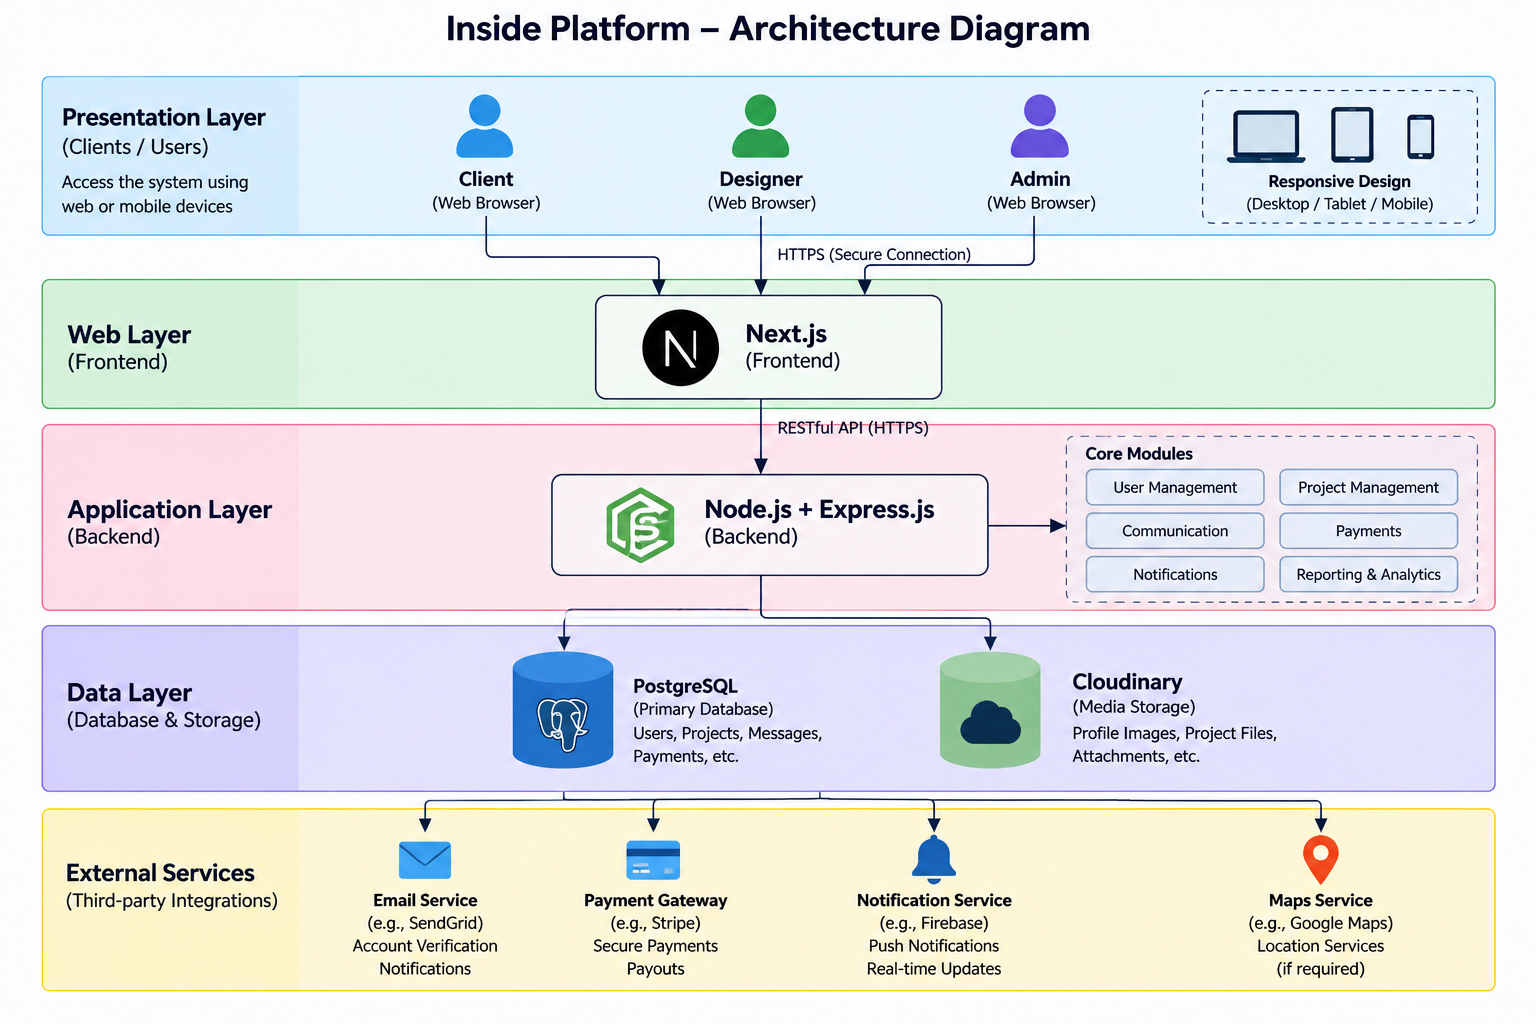 Inside Platform – Architecture Diagram
Presentation Layer
(Clients / Users)
Access the system using
web or mobile devices
Client
(Web Browser)
Designer
(Web Browser)
Admin
(Web Browser)
Responsive Design
(Desktop / Tablet / Mobile)
HTTPS (Secure Connection)
Web Layer
(Frontend)
N
Next.js
(Frontend)
RESTful API (HTTPS)
Application Layer
(Backend)
S
Node.js + Express.js
(Backend)
Core Modules
User Management
Project Management
Communication
Payments
Notifications
Reporting & Analytics
Data Layer
(Database & Storage)
PostgreSQL
(Primary Database)
Users, Projects, Messages,
Payments, etc.
Cloudinary
(Media Storage)
Profile Images, Project Files,
Attachments, etc.
External Services
(Third-party Integrations)
Email Service
(e.g., SendGrid)
Account Verification
Notifications
Payment Gateway
(e.g., Stripe)
Secure Payments
Payouts
Notification Service
(e.g., Firebase)
Push Notifications
Real-time Updates
Maps Service
(e.g., Google Maps)
Location Services
(if required)